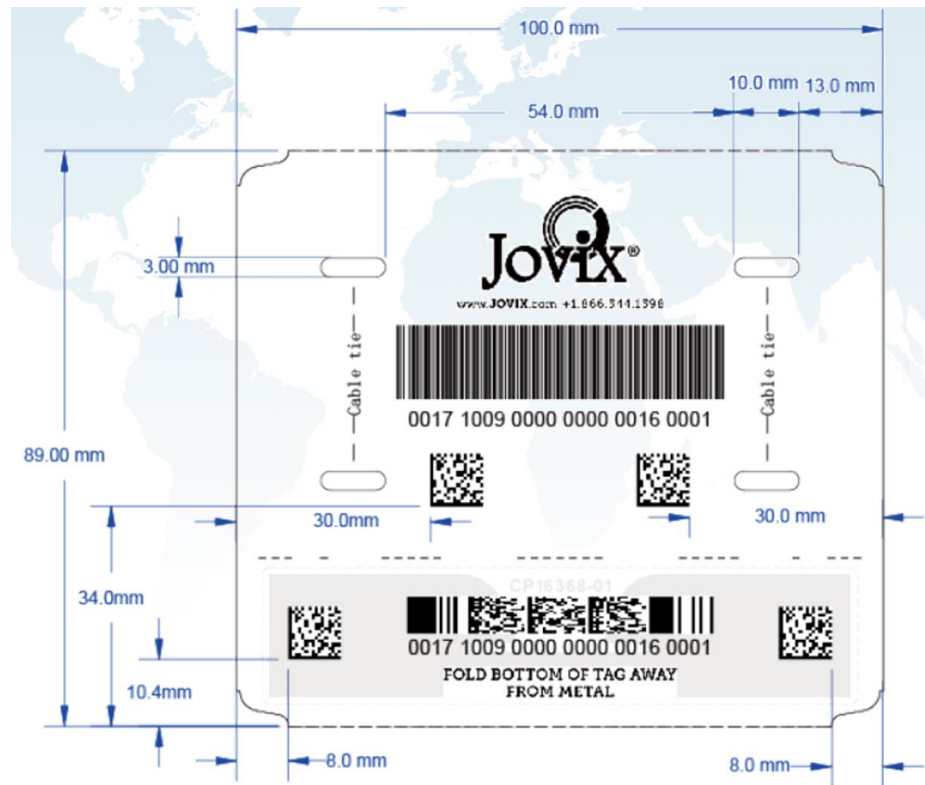 100.0 mm
10.0 mm
13.0 mm
54.0 mm
3.00 mm
JOVIX®
www.JOVIX.com +1.866.344.1398
Cable tie
Cable tie
0017 1009 0000 0000 0016 0001
89.00 mm
30.0mm
30.0 mm
CP16368-01
34.0mm
0017 1009 0000 0000 0016 0001
FOLD BOTTOM OF TAG AWAY
FROM METAL
10.4mm
8.0 mm
8.0 mm